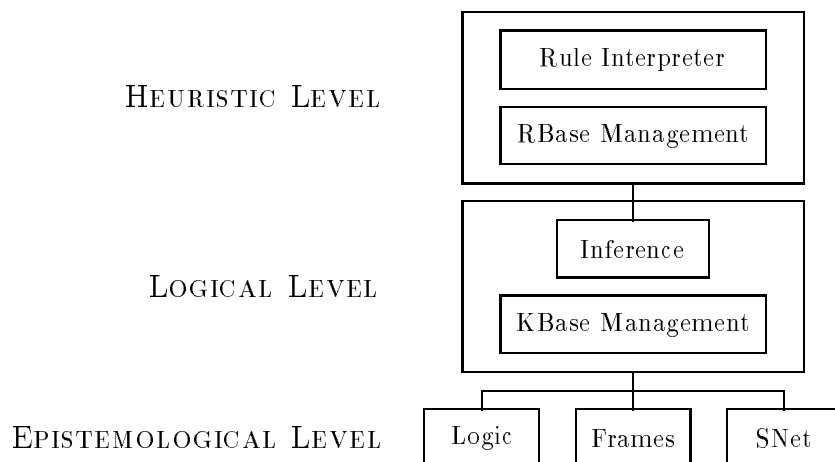 Rule Interpreter
HEURISTIC LEVEL
RBase Management
Inference
LOGICAL LEVEL
KBase Management
EPISTEMOLOGICAL LEVEL Logic Frames SNet